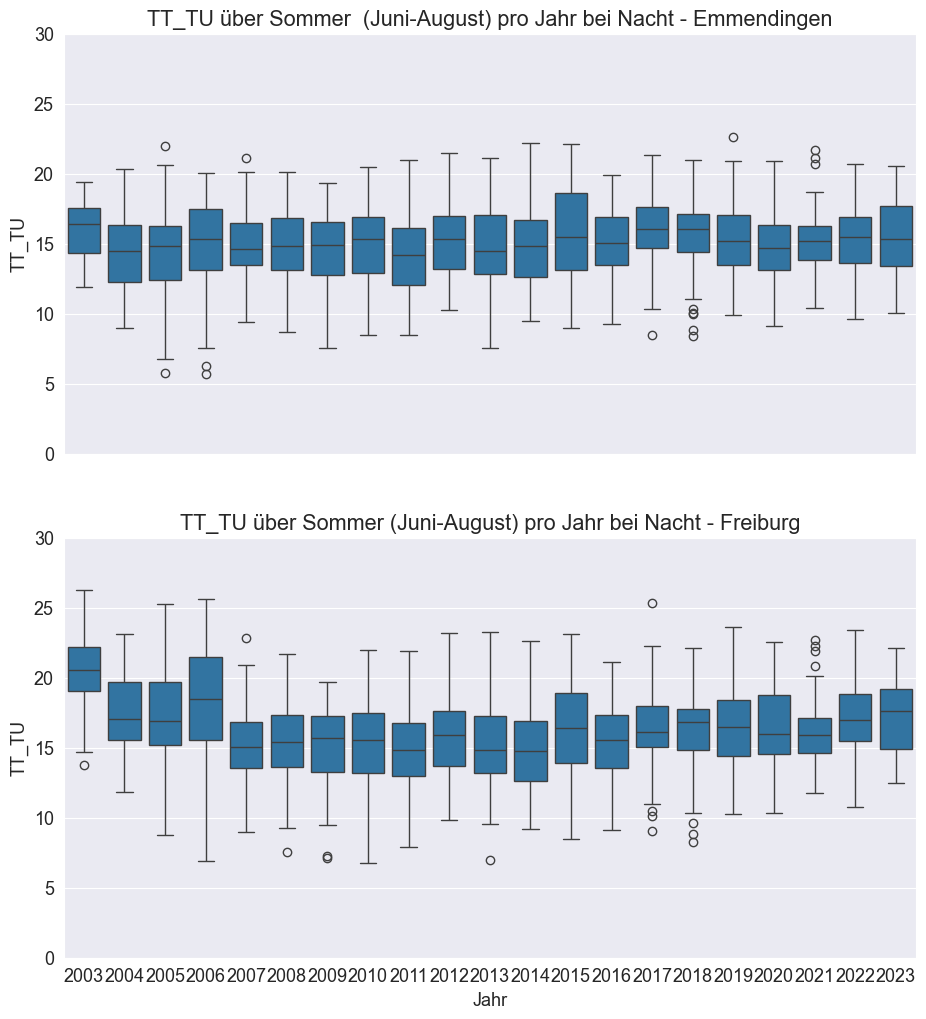 TT_TU über Sommer  (Juni-August) pro Jahr bei Nacht - Emmendingen
30
25
20
15
10
5
0
TT_TU
TT_TU über Sommer (Juni-August) pro Jahr bei Nacht - Freiburg
30
25
20
15
10
5
0
TT_TU
2003 2004 2005 2006 2007 2008 2009 2010 2011 2012 2013 2014 2015 2016 2017 2018 2019 2020 2021 2022 2023
Jahr